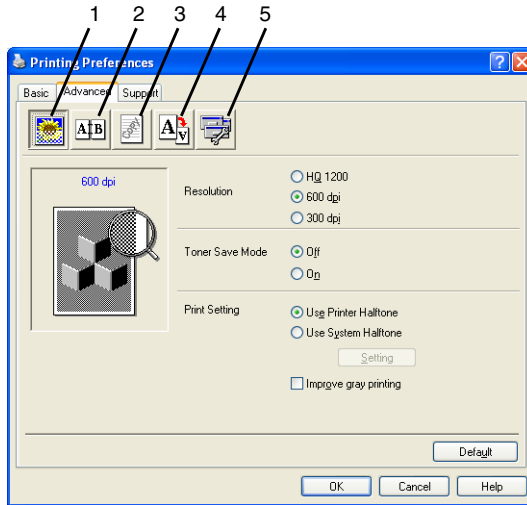 1 2 3 4 5
Printing Preferences
Basic Advanced Support
A B
Copy
A A
600 dpi
Resolution
HQ 1200
600 dpi
300 dpi
Toner Save Mode
Off
On
Print Setting
Use Printer Halftone
Use System Halftone
Setting
Improve gray printing
Default
OK Cancel Help